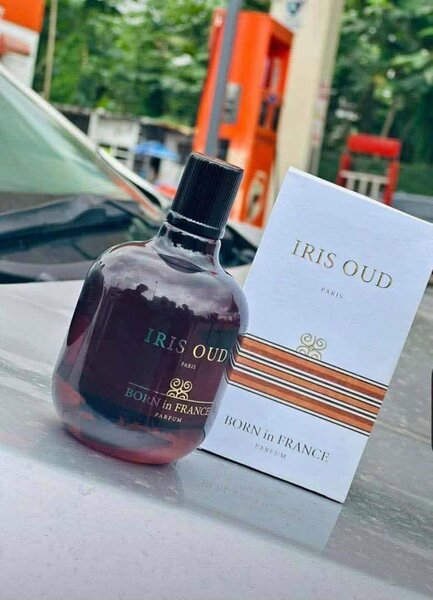 IRIS OUD
PARIS
BORN in FRANCE
PARFUM
IRIS OUD
PARIS
BORN in FRANCE
PARFUM